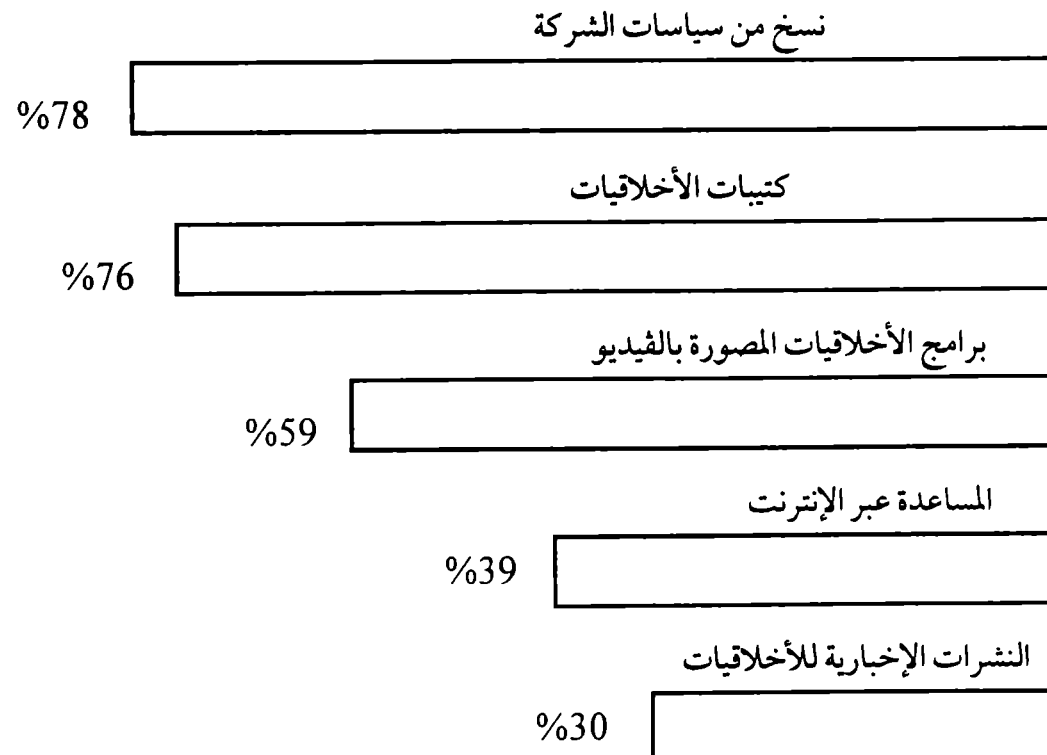 نسخ من سياسات الشركة
%78
كتيبات الأخلاقيات
%76
برامج الأخلاقيات المصورة بالڤيديو
%59
المساعدة عبر الإنترنت
%39
النشرات الإخبارية للأخلاقيات
%30